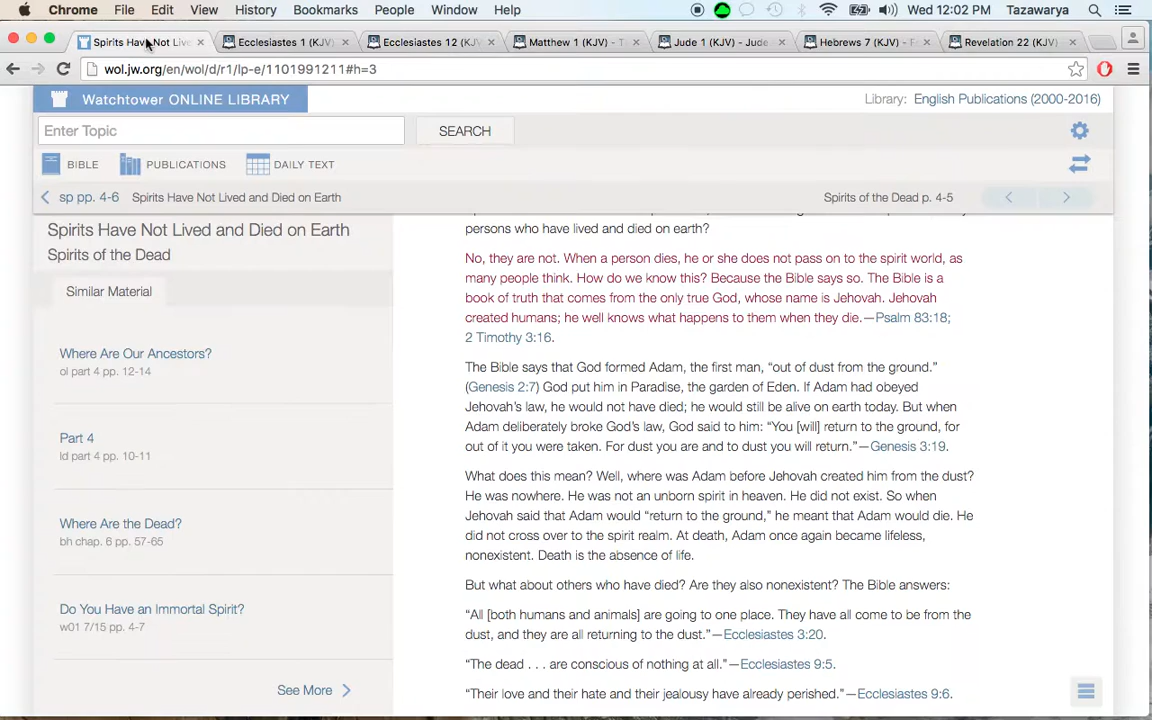 Chrome File Edit View History Bookmarks People Window Help Wed 12:02 PM Tazawarya
Spirits Have Not Live Ecclesiastes 1 (KJV) Ecclesiastes 12 (KJV) Matthew 1 (KJV) - T Jude 1 (KJV) - Jude Hebrews 7 (KJV) - F Revelation 22 (KJV)
wol.jw.org/en/wol/d/r1/lp-e/1101991211#h=3
Watchtower ONLINE LIBRARY Library: English Publications (2000-2016)
Enter Topic SEARCH
BIBLE PUBLICATIONS DAILY TEXT
sp pp. 4-6 Spirits Have Not Lived and Died on Earth Spirits of the Dead p. 4-5
Spirits Have Not Lived and Died on Earth
Spirits of the Dead
Similar Material
Where Are Our Ancestors?
ol part 4 pp. 12-14
Part 4
ld part 4 pp. 10-11
Where Are the Dead?
bh chap. 6 pp. 57-65
Do You Have an Immortal Spirit?
w01 7/15 pp. 4-7
See More
persons who have lived and died on earth?
No, they are not. When a person dies, he or she does not pass on to the spirit world, as
many people think. How do we know this? Because the Bible says so. The Bible is a
book of truth that comes from the only true God, whose name is Jehovah. Jehovah
created humans; he well knows what happens to them when they die.—Psalm 83:18;
2 Timothy 3:16.
The Bible says that God formed Adam, the first man, “out of dust from the ground.”
(Genesis 2:7) God put him in Paradise, the garden of Eden. If Adam had obeyed
Jehovah’s law, he would not have died; he would still be alive on earth today. But when
Adam deliberately broke God’s law, God said to him: “You [will] return to the ground, for
out of it you were taken. For dust you are and to dust you will return.”—Genesis 3:19.
What does this mean? Well, where was Adam before Jehovah created him from the dust?
He was nowhere. He was not an unborn spirit in heaven. He did not exist. So when
Jehovah said that Adam would “return to the ground,” he meant that Adam would die. He
did not cross over to the spirit realm. At death, Adam once again became lifeless,
nonexistent. Death is the absence of life.
But what about others who have died? Are they also nonexistent? The Bible answers:
“All [both humans and animals] are going to one place. They have all come to be from the
dust, and they are all returning to the dust.”—Ecclesiastes 3:20.
“The dead . . . are conscious of nothing at all.”—Ecclesiastes 9:5.
“Their love and their hate and their jealousy have already perished.”—Ecclesiastes 9:6.